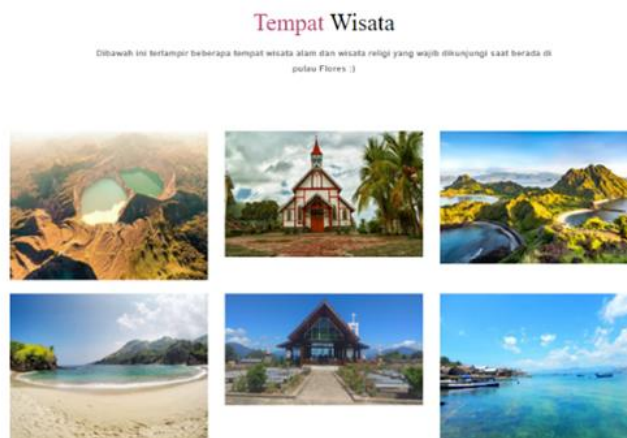 Tempat Wisata
Dibawah ini terlampir beberapa tempat wisata alam dan wisata religi yang wajib dikunjungi saat berada di
pulau Flores :)